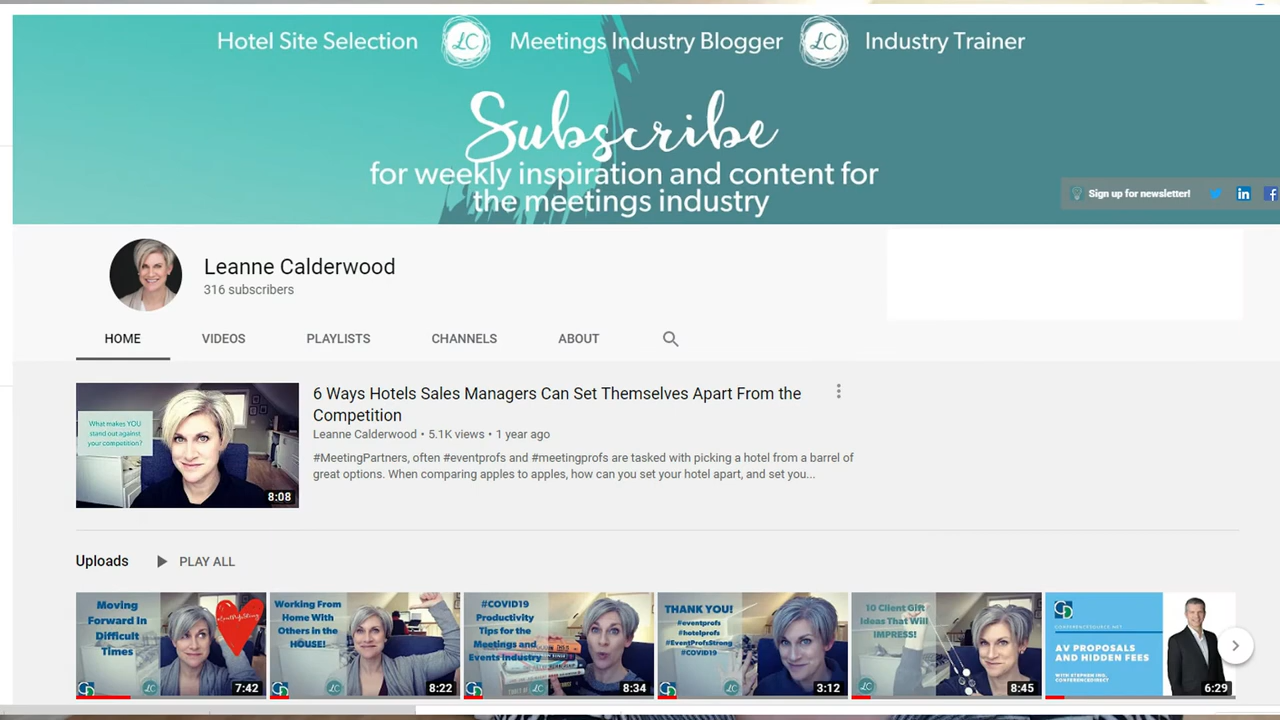 Hotel Site Selection LC Meetings Industry Blogger LC Industry Trainer
Subscribe
for weekly inspiration and content for
the meetings industry
Sign up for newsletter!
Leanne Calderwood
316 subscribers
HOME VIDEOS PLAYLISTS CHANNELS ABOUT
What makes YOU
stand out against
your competition?
8:08
6 Ways Hotels Sales Managers Can Set Themselves Apart From the
Competition
Leanne Calderwood • 5.1K views • 1 year ago
#MeetingPartners, often #eventprofs and #meetingprofs are tasked with picking a hotel from a barrel of
great options. When comparing apples to apples, how can you set your hotel apart, and set you...
Uploads PLAY ALL
Moving
Forward In
Difficult
Times
7:42
Working From
Home With
Others in the
HOUSE!
8:22
#COVID19
Productivity
Tips for the
Meetings and
Events Industry
8:34
THANK YOU!
#eventprofs
#hotelprofs
#EventProfsStrong
#COVID19
3:12
10 Client Gift
Ideas That Will
IMPRESS!
8:45
CONFERENCESOURCE.NET
AV PROPOSALS
AND HIDDEN FEES
6:29